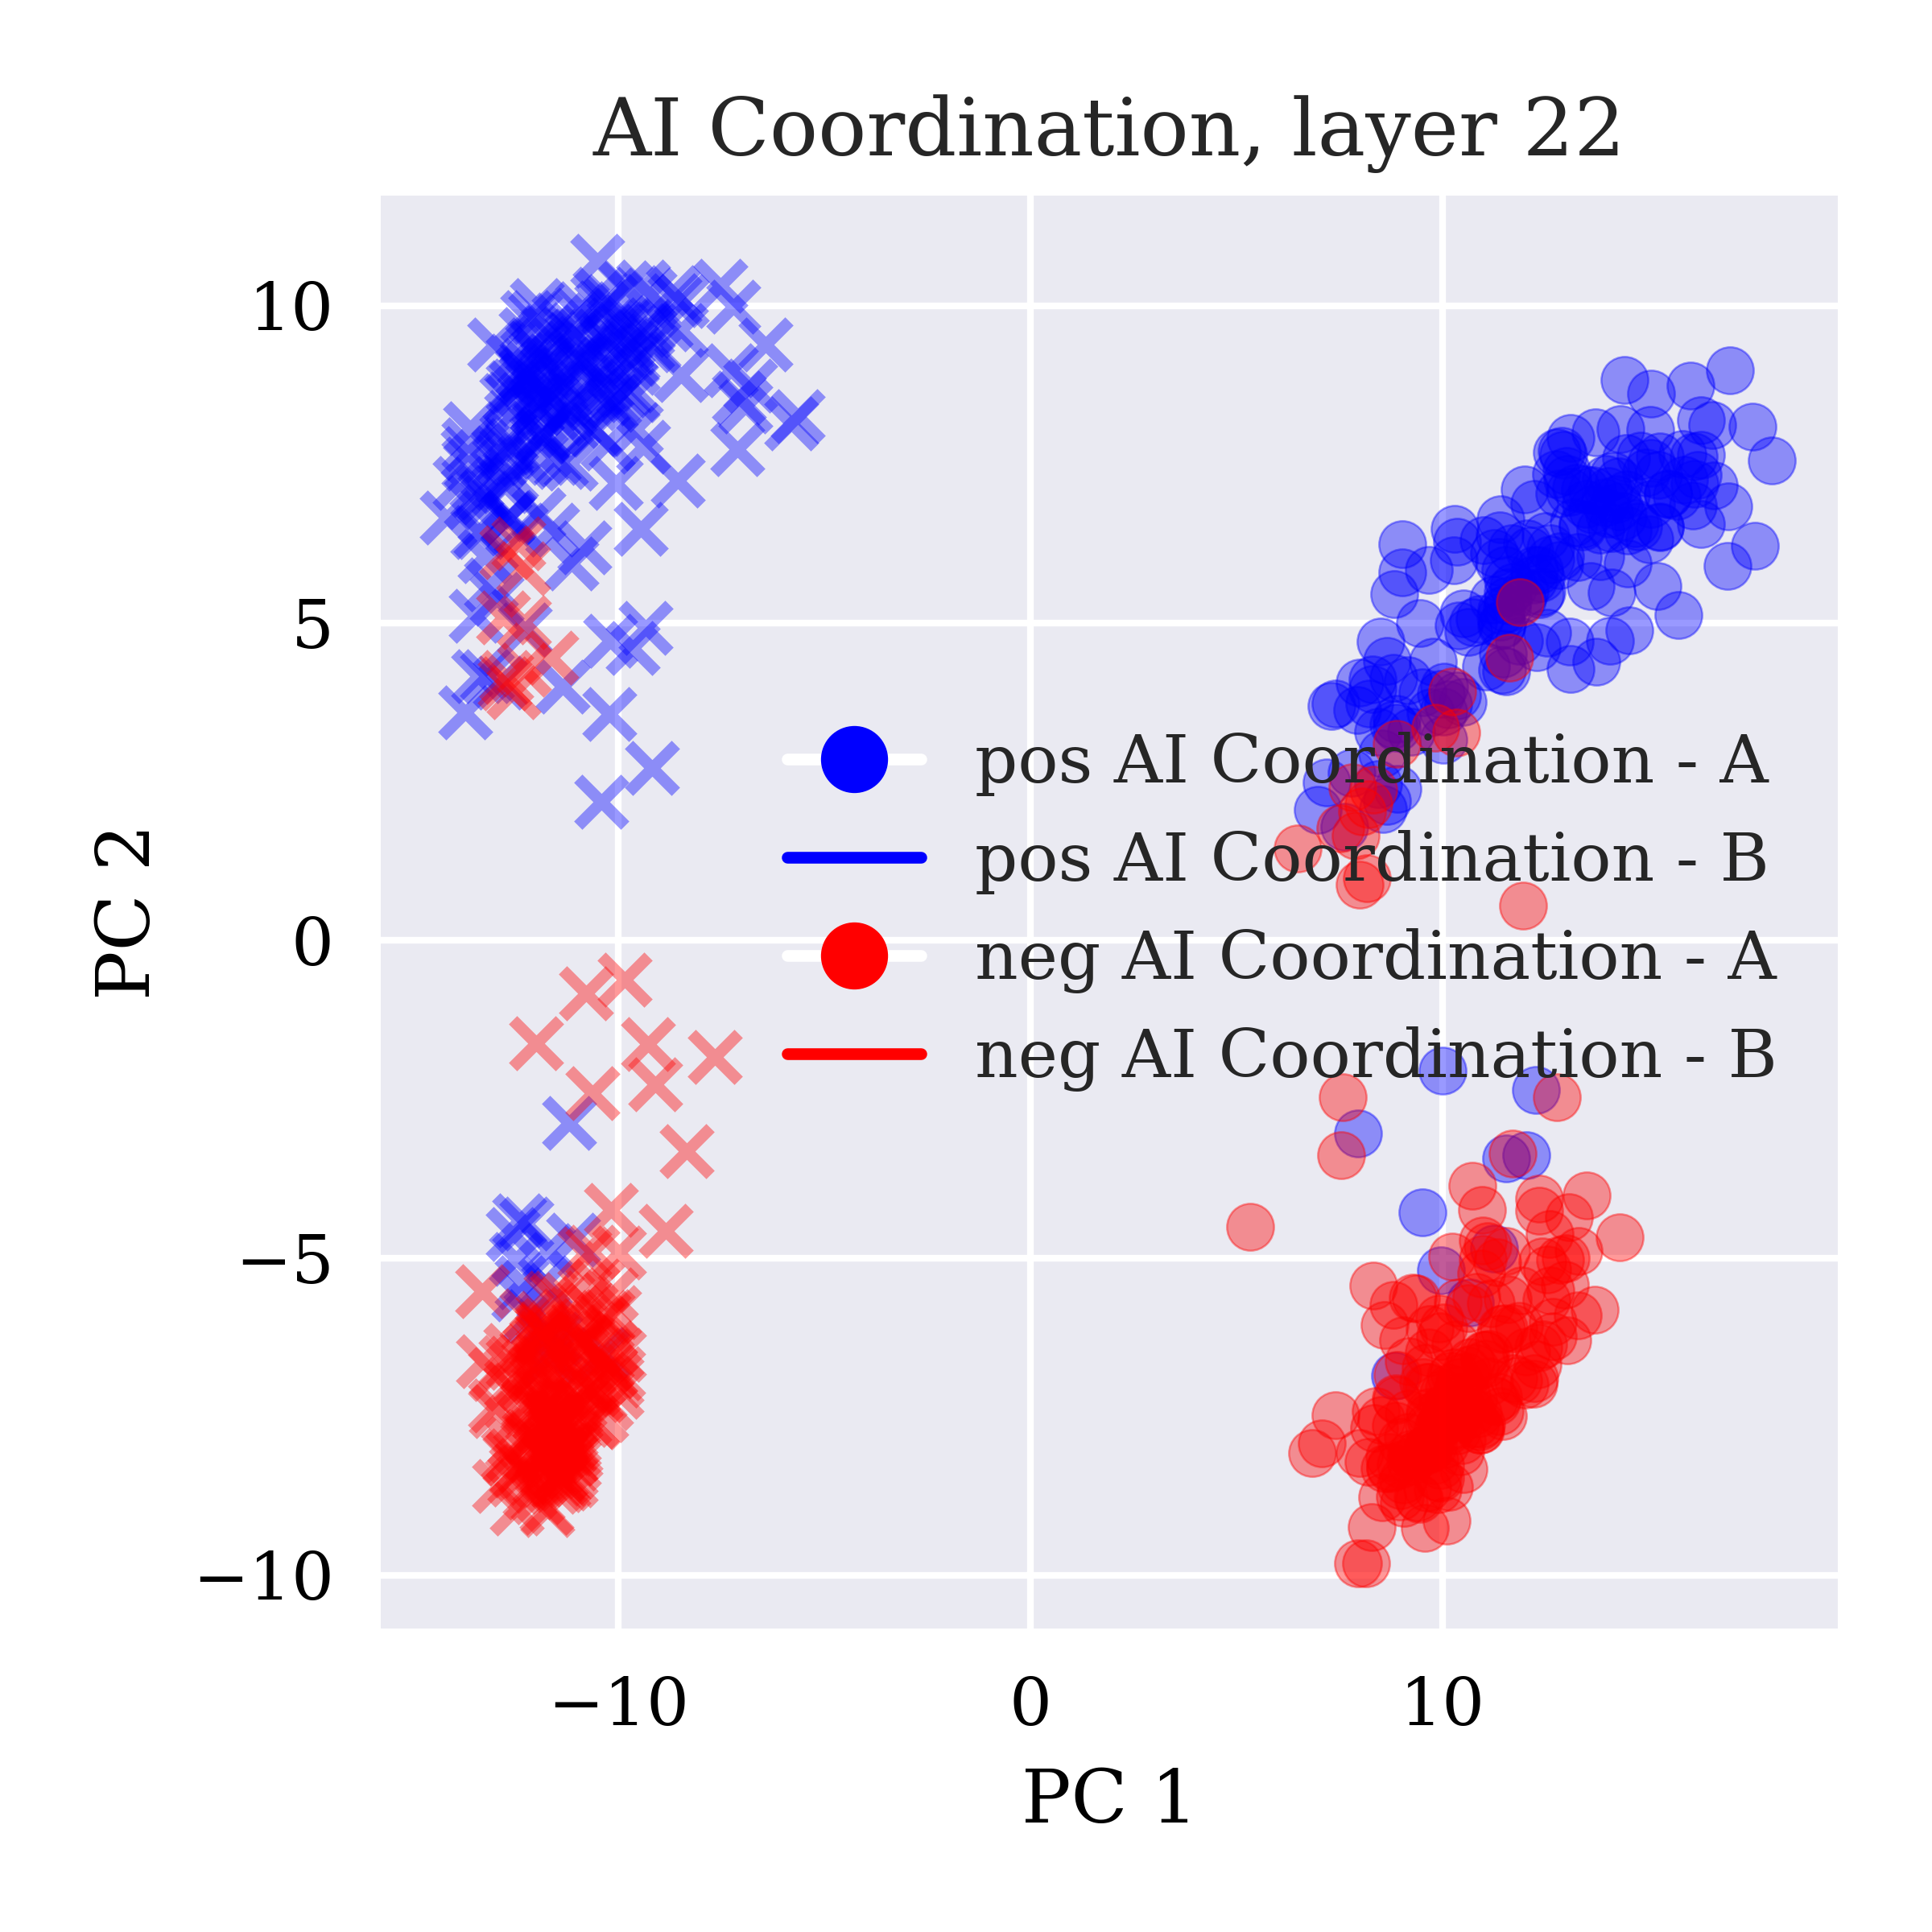 AI Coordination, layer 22
10
5
0
−5
−10
PC 2
pos AI Coordination - A
pos AI Coordination - B
neg AI Coordination - A
neg AI Coordination - B
−10 0 10
PC 1